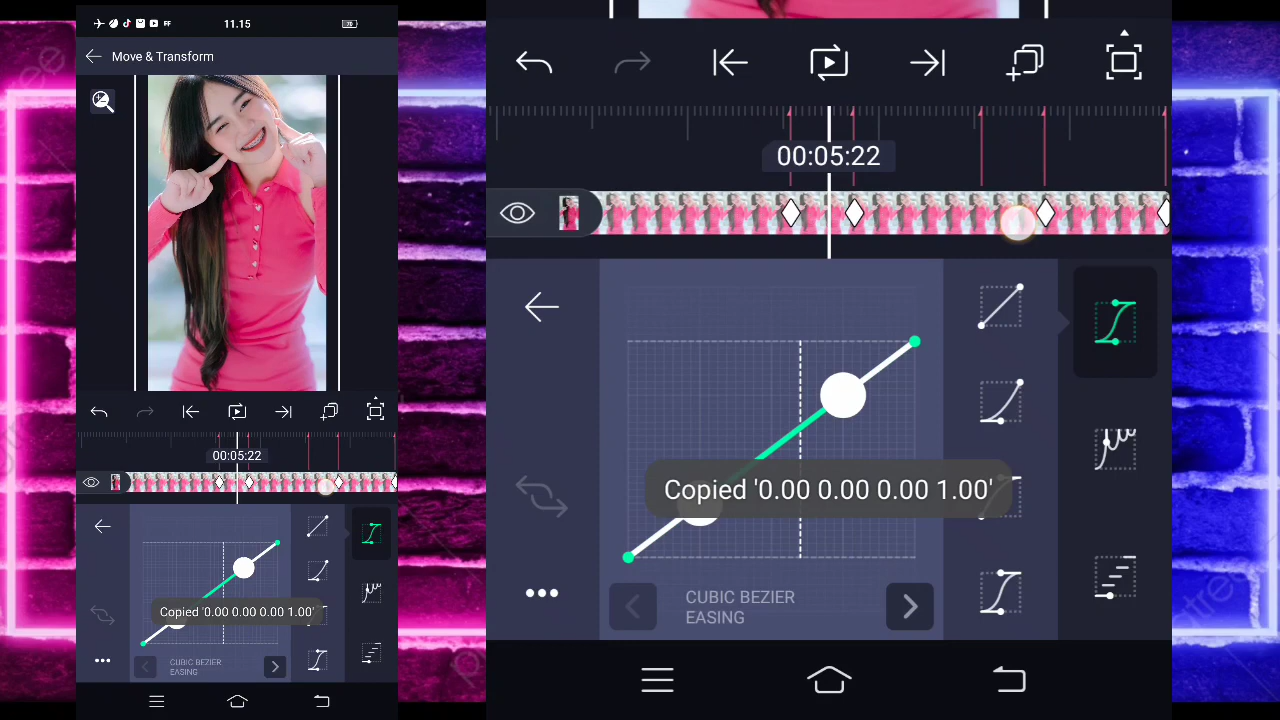 11.15
Move & Transform
00:05:22
Copied '0.00 0.00 0.00 1.00'
CUBIC BEZIER
EASING
00:05:22
Copied '0.00 0.00 0.00 1.00'
CUBIC BEZIER
EASING